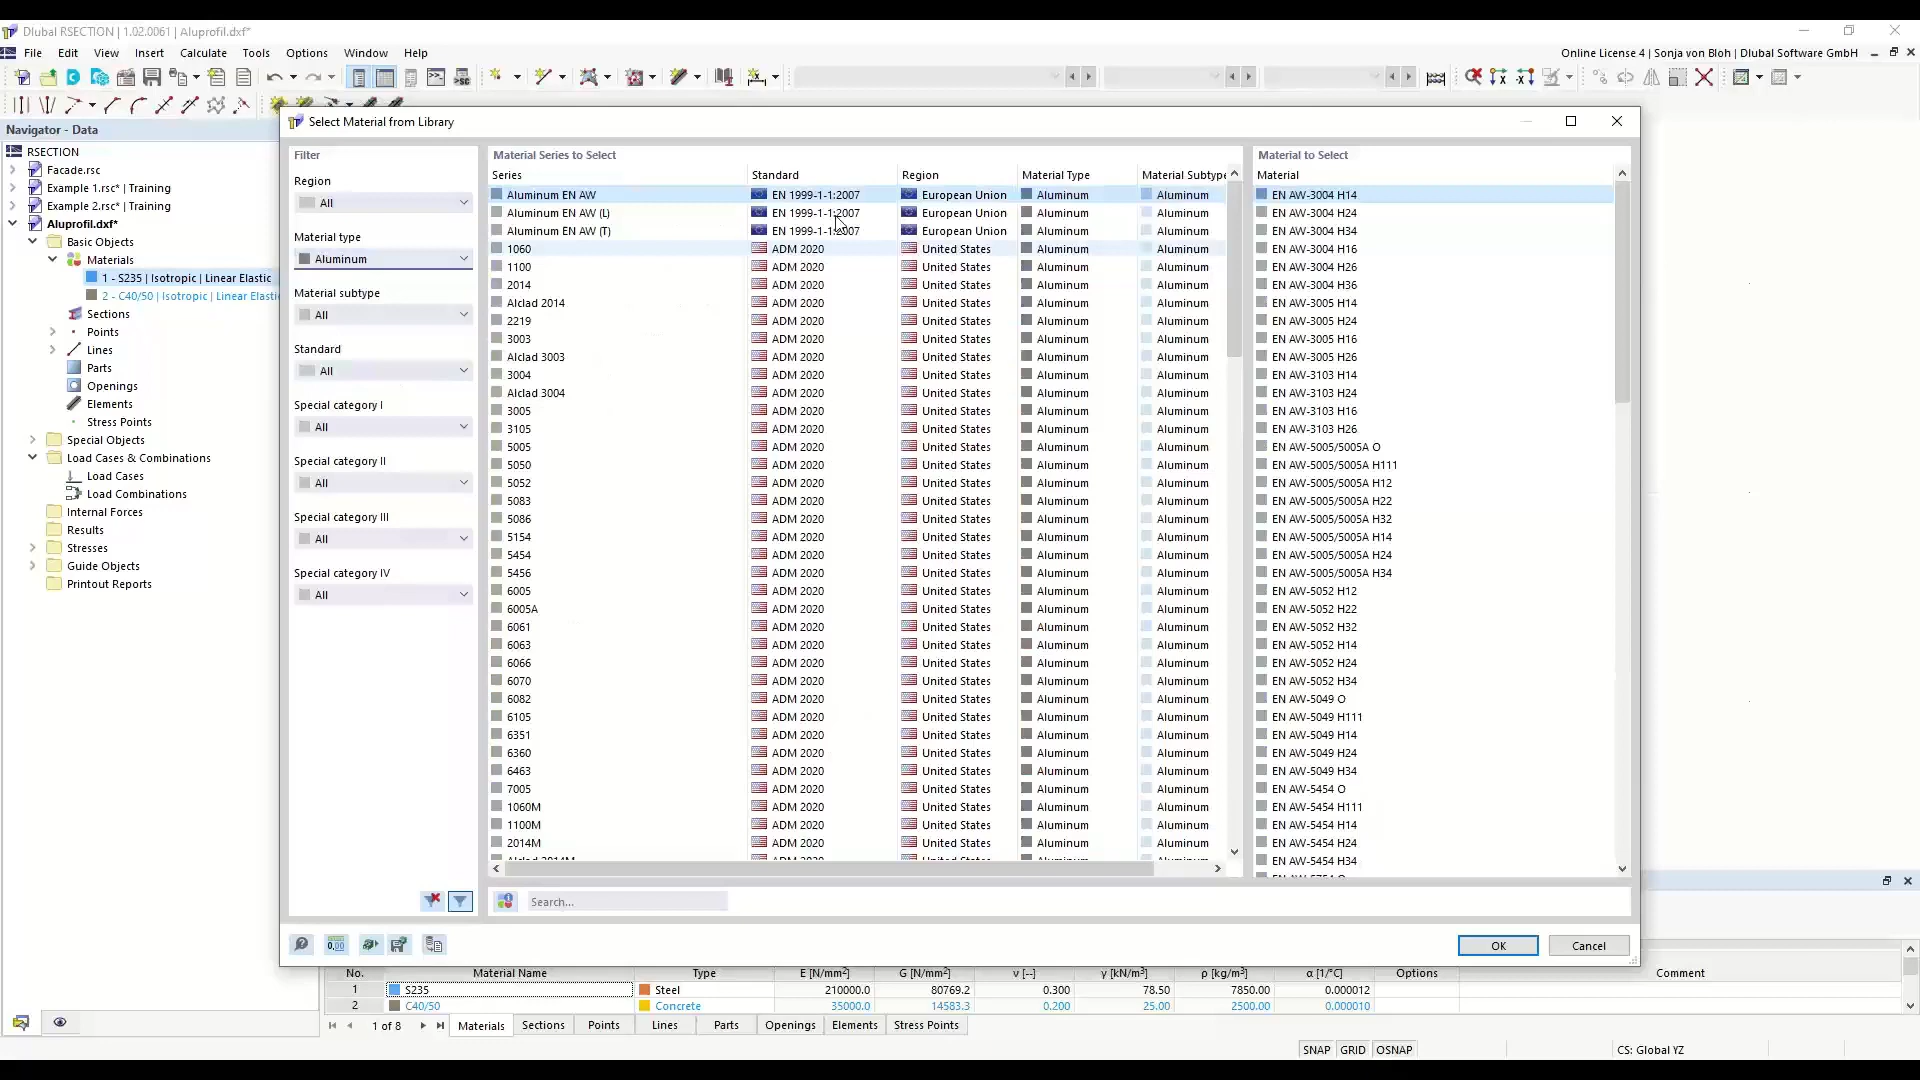 Dlubal RSECTION | 1.02.0061 | Aluprofil.dxf*
File Edit View Insert Calculate Tools Options Window Help
Online License 4 | Sonja von Bloh | Dlubal Software GmbH
Navigator - Data
RSECTION
Facade.rsc
Example 1.rsc* | Training
Example 2.rsc* | Training
Aluprofil.dxf*
Basic Objects
Materials
1 - S235 | Isotropic | Linear Elastic
2 - C40/50 | Isotropic | Linear Elasti
Sections
Points
Lines
Parts
Openings
Elements
Stress Points
Special Objects
Load Cases & Combinations
Load Cases
Load Combinations
Internal Forces
Results
Stresses
Guide Objects
Printout Reports
Select Material from Library
Filter
Region
All
Material type
Aluminum
Material subtype
All
Standard
All
Special category I
All
Special category II
All
Special category III
All
Special category IV
All
Material Series to Select
Series Standard Region Material Type Material Subtype
Aluminum EN AW EN 1999-1-1:2007 European Union Aluminum Aluminum
Aluminum EN AW (L) EN 1999-1-1:2007 European Union Aluminum Aluminum
Aluminum EN AW (T) EN 1999-1-1:2007 European Union Aluminum Aluminum
1060 ADM 2020 United States Aluminum Aluminum
1100 ADM 2020 United States Aluminum Aluminum
2014 ADM 2020 United States Aluminum Aluminum
Alclad 2014 ADM 2020 United States Aluminum Aluminum
2219 ADM 2020 United States Aluminum Aluminum
3003 ADM 2020 United States Aluminum Aluminum
Alclad 3003 ADM 2020 United States Aluminum Aluminum
3004 ADM 2020 United States Aluminum Aluminum
Alclad 3004 ADM 2020 United States Aluminum Aluminum
3005 ADM 2020 United States Aluminum Aluminum
3105 ADM 2020 United States Aluminum Aluminum
5005 ADM 2020 United States Aluminum Aluminum
5050 ADM 2020 United States Aluminum Aluminum
5052 ADM 2020 United States Aluminum Aluminum
5083 ADM 2020 United States Aluminum Aluminum
5086 ADM 2020 United States Aluminum Aluminum
5154 ADM 2020 United States Aluminum Aluminum
5454 ADM 2020 United States Aluminum Aluminum
5456 ADM 2020 United States Aluminum Aluminum
6005 ADM 2020 United States Aluminum Aluminum
6005A ADM 2020 United States Aluminum Aluminum
6061 ADM 2020 United States Aluminum Aluminum
6063 ADM 2020 United States Aluminum Aluminum
6066 ADM 2020 United States Aluminum Aluminum
6070 ADM 2020 United States Aluminum Aluminum
6082 ADM 2020 United States Aluminum Aluminum
6105 ADM 2020 United States Aluminum Aluminum
6351 ADM 2020 United States Aluminum Aluminum
6360 ADM 2020 United States Aluminum Aluminum
6463 ADM 2020 United States Aluminum Aluminum
7005 ADM 2020 United States Aluminum Aluminum
1060M ADM 2020 United States Aluminum Aluminum
1100M ADM 2020 United States Aluminum Aluminum
2014M ADM 2020 United States Aluminum Aluminum
Search...
Material to Select
Material
EN AW-3004 H14
EN AW-3004 H24
EN AW-3004 H34
EN AW-3004 H16
EN AW-3004 H26
EN AW-3004 H36
EN AW-3005 H14
EN AW-3005 H24
EN AW-3005 H16
EN AW-3005 H26
EN AW-3103 H14
EN AW-3103 H24
EN AW-3103 H16
EN AW-3103 H26
EN AW-5005/5005A O
EN AW-5005/5005A H111
EN AW-5005/5005A H12
EN AW-5005/5005A H22
EN AW-5005/5005A H32
EN AW-5005/5005A H14
EN AW-5005/5005A H24
EN AW-5005/5005A H34
EN AW-5052 H12
EN AW-5052 H22
EN AW-5052 H32
EN AW-5052 H14
EN AW-5052 H24
EN AW-5052 H34
EN AW-5049 O
EN AW-5049 H111
EN AW-5049 H14
EN AW-5049 H24
EN AW-5049 H34
EN AW-5454 O
EN AW-5454 H111
EN AW-5454 H14
EN AW-5454 H24
EN AW-5454 H34
OK Cancel
No. Material Name Type E [N/mm²] G [N/mm²] ν [--] γ [kN/m³] ρ [kg/m³] α [1/°C] Options Comment
1 S235 Steel 210000.0 80769.2 0.300 78.50 7850.00 0.000012
2 C40/50 Concrete 35000.0 14583.3 0.200 25.00 2500.00 0.000010
1 of 8 Materials Sections Points Lines Parts Openings Elements Stress Points
SNAP GRID OSNAP CS: Global YZ